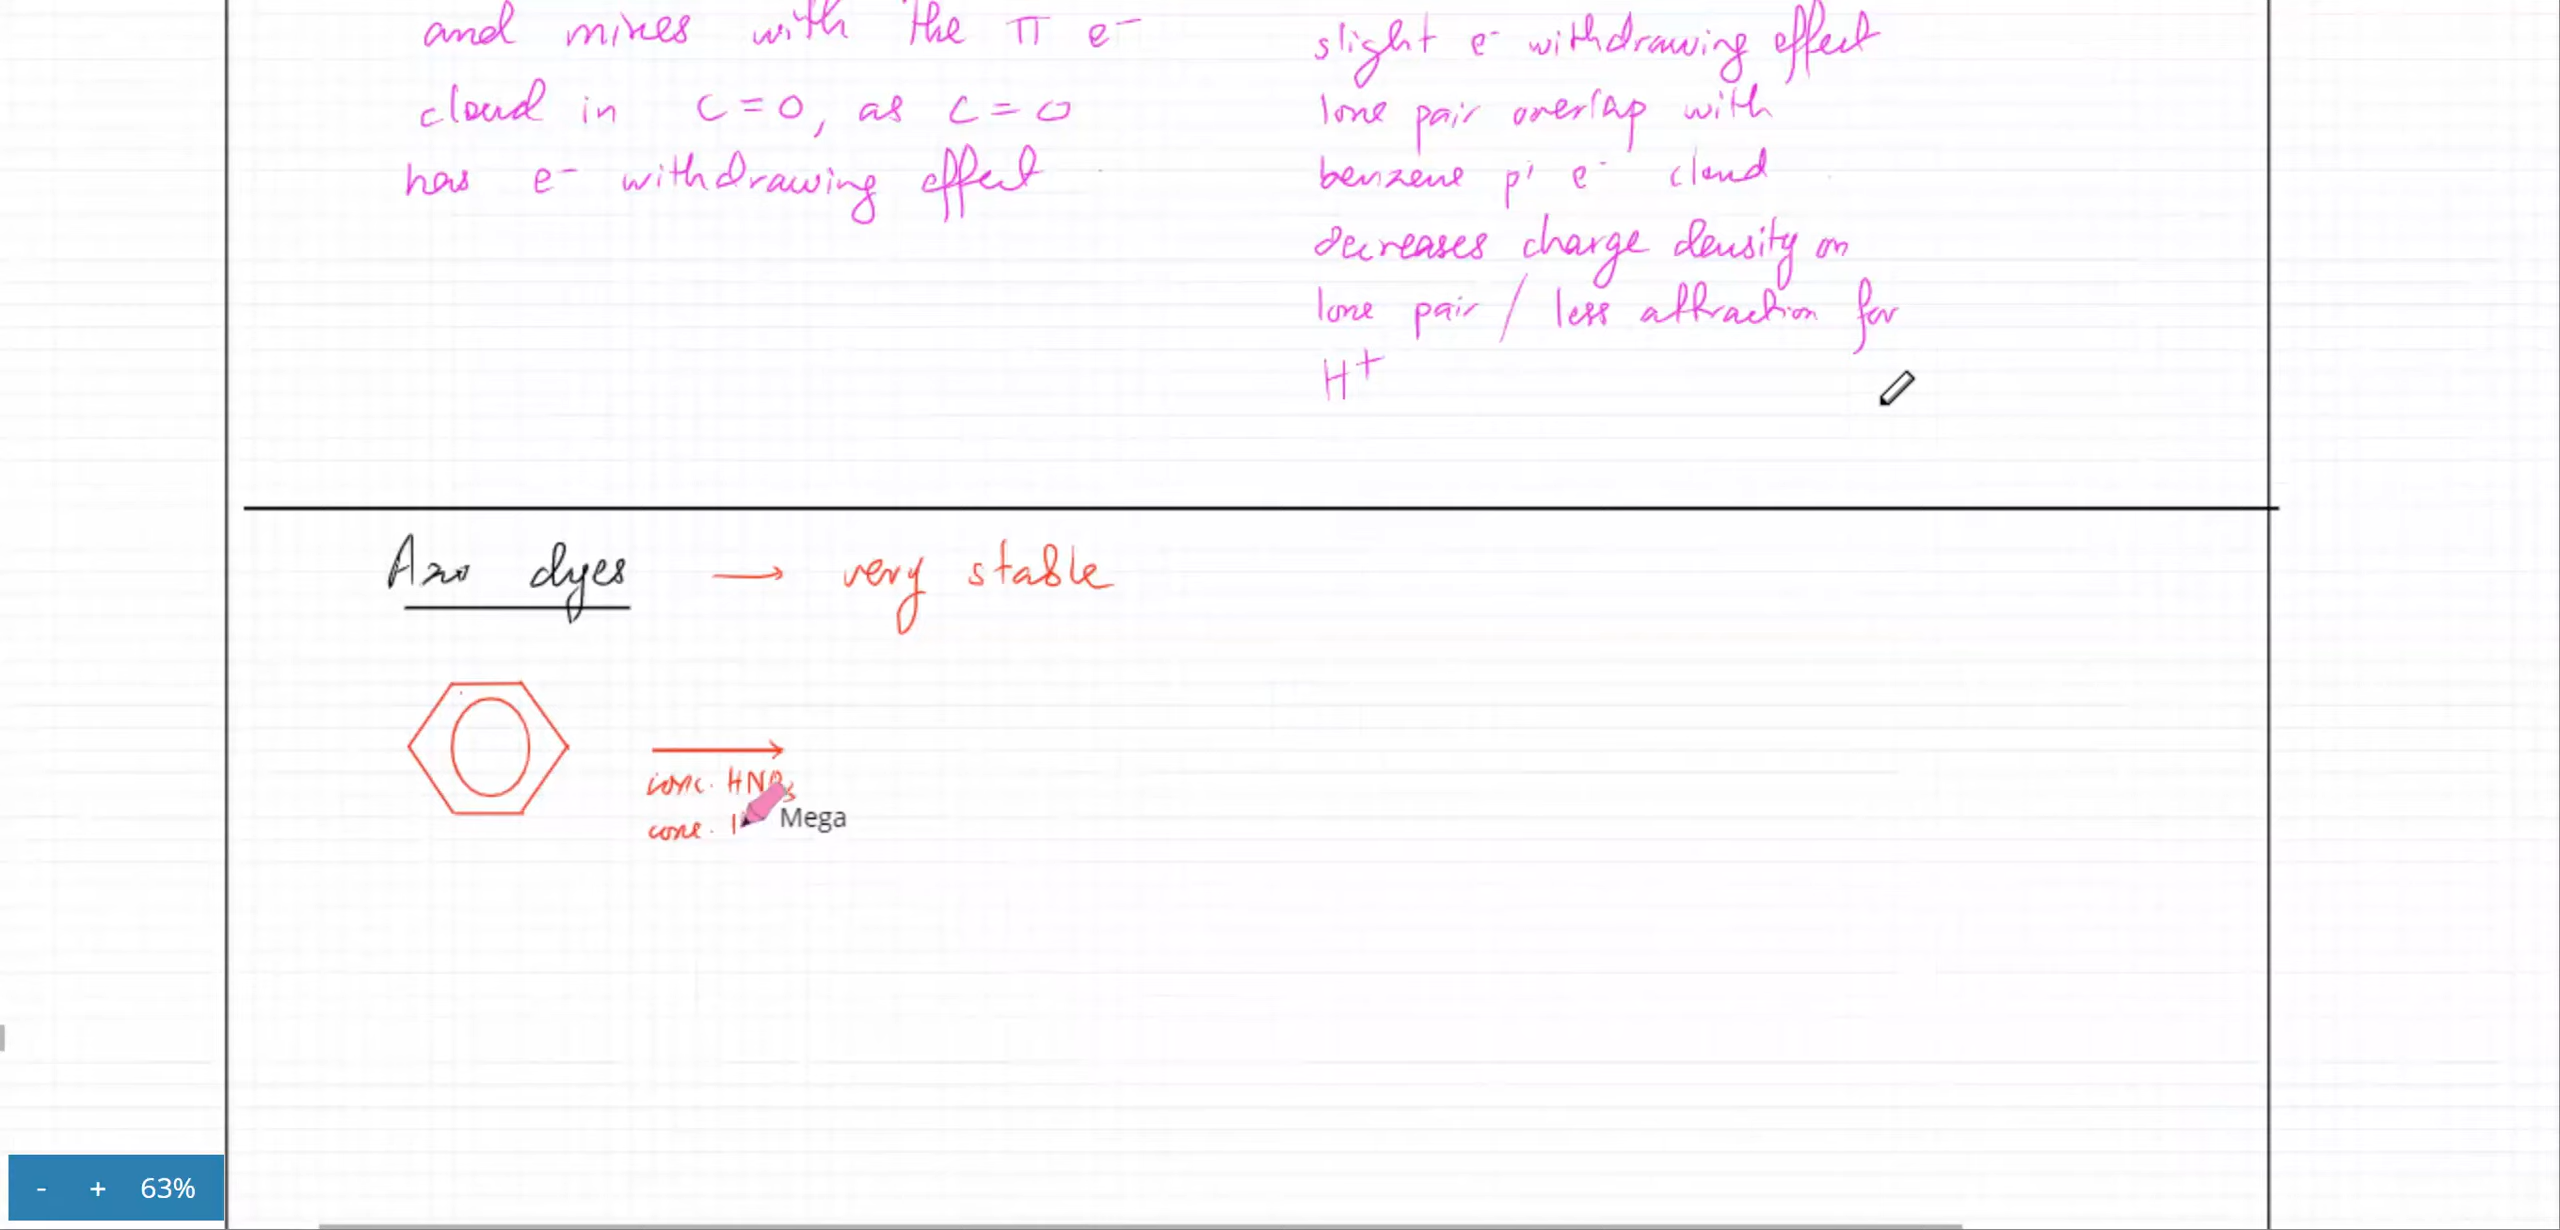 and mixes with the π e⁻
cloud in C=O, as C=O
has e⁻ withdrawing effect
slight e⁻ withdrawing effect
lone pair overlap with
benzene pi e⁻ cloud
decreases charge density on
lone pair / less attraction for
H⁺
Azo dyes → very stable
conc. HNO₃
conc. H
Mega
- + 63%